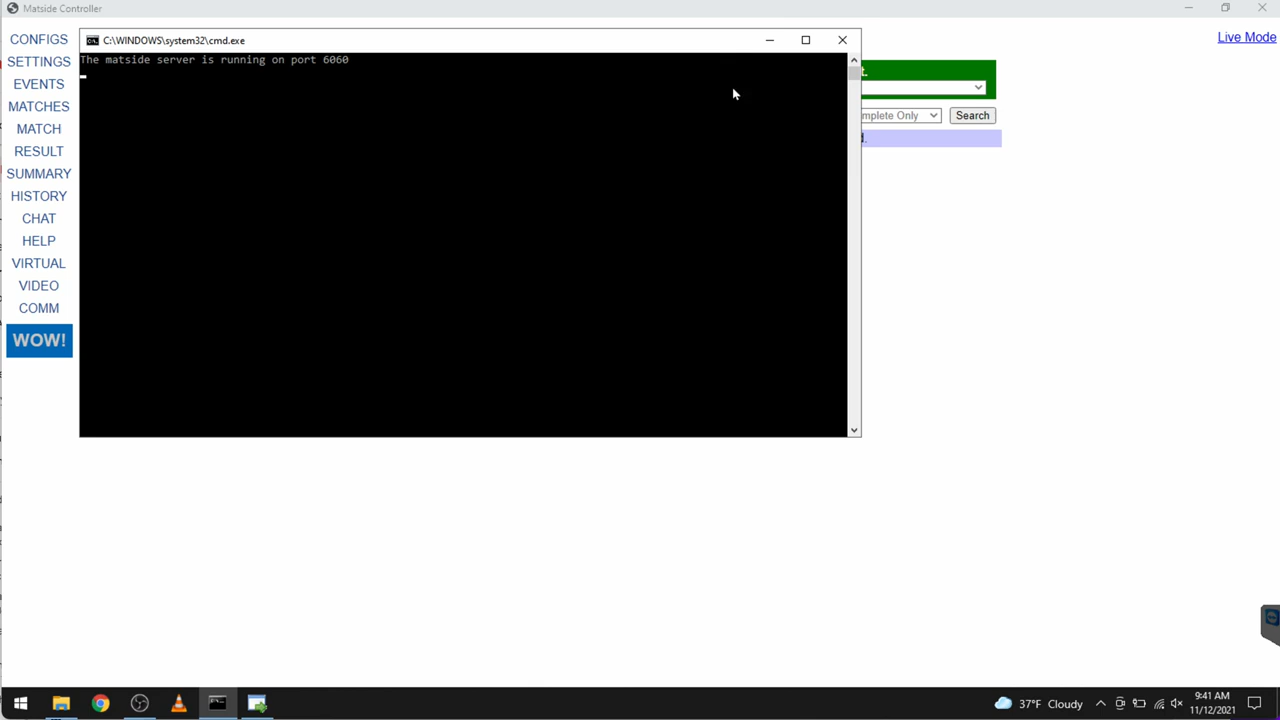 Matside Controller
CONFIGS
SETTINGS
EVENTS
MATCHES
MATCH
RESULT
SUMMARY
HISTORY
CHAT
HELP
VIRTUAL
VIDEO
COMM
WOW!
C:\WINDOWS\system32\cmd.exe
The matside server is running on port 6060
Live Mode
t.
mplete Only
Search
d.
37°F Cloudy
9:41 AM
11/12/2021